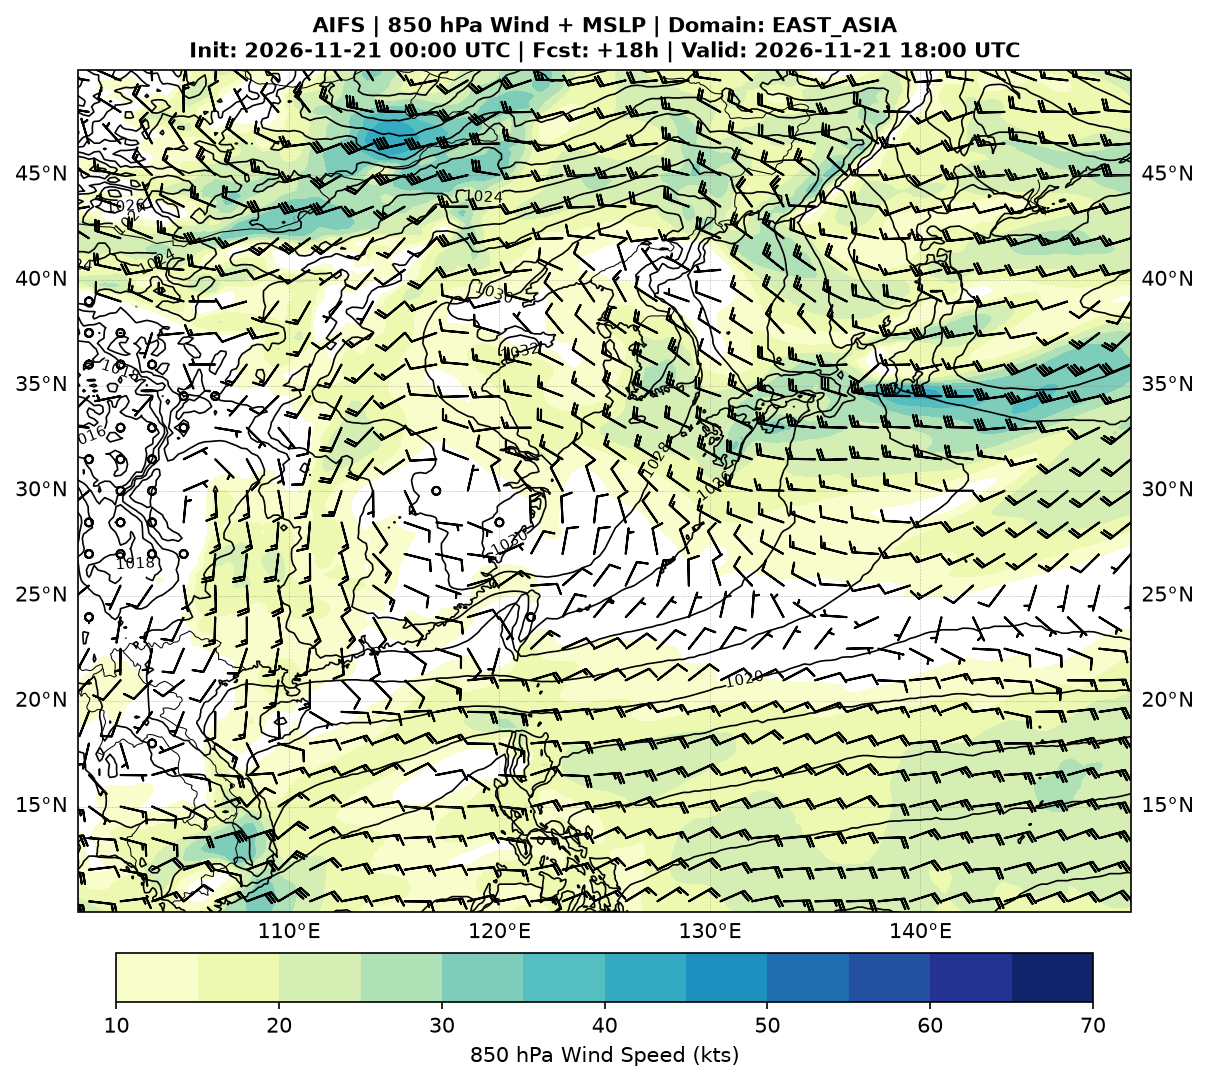 AIFS | 850 hPa Wind + MSLP | Domain: EAST_ASIA
Init: 2026-11-21 00:00 UTC | Fcst: +18h | Valid: 2026-11-21 18:00 UTC
45°N
45°N
40°N
40°N
35°N
35°N
30°N
30°N
25°N
25°N
20°N
20°N
15°N
15°N
1024
1030
1032
1028
1030
1018
1020
110°E
120°E
130°E
140°E
10
20
30
40
50
60
70
850 hPa Wind Speed (kts)